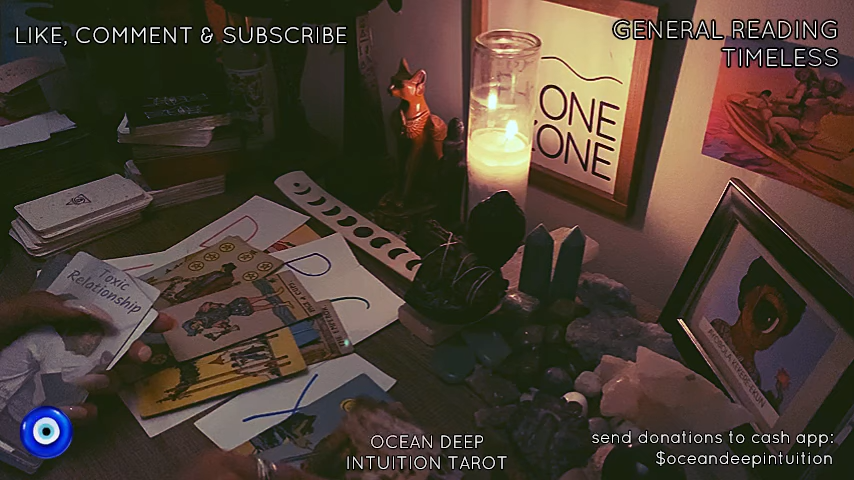 LIKE, COMMENT & SUBSCRIBE
GENERAL READING
TIMELESS
ONE
ONE
Toxic
Relationship
D
OCEAN DEEP
INTUITION TAROT
send donations to cash app:
$oceandeepintuition